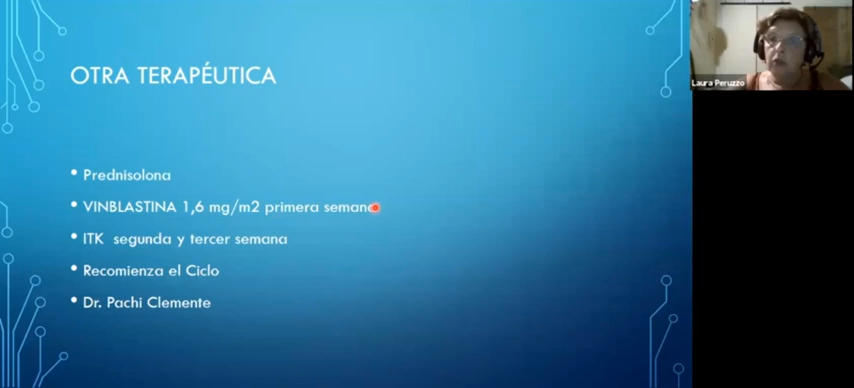 OTRA TERAPÉUTICA
• Prednisolona
• VINBLASTINA 1,6 mg/m2 primera semana
• ITK segunda y tercer semana
• Recomienza el Ciclo
• Dr. Pachi Clemente
Laura Peruzzo